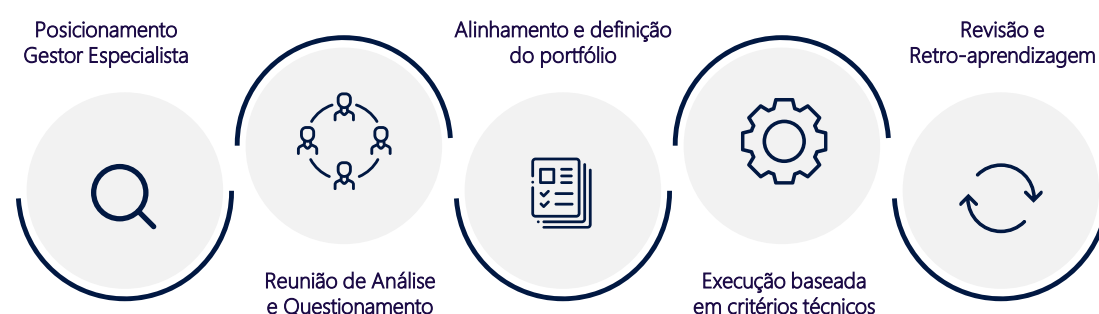 Posicionamento
Gestor Especialista
Reunião de Análise
e Questionamento
Alinhamento e definição
do portfólio
Execução baseada
em critérios técnicos
Revisão e
Retro-aprendizagem